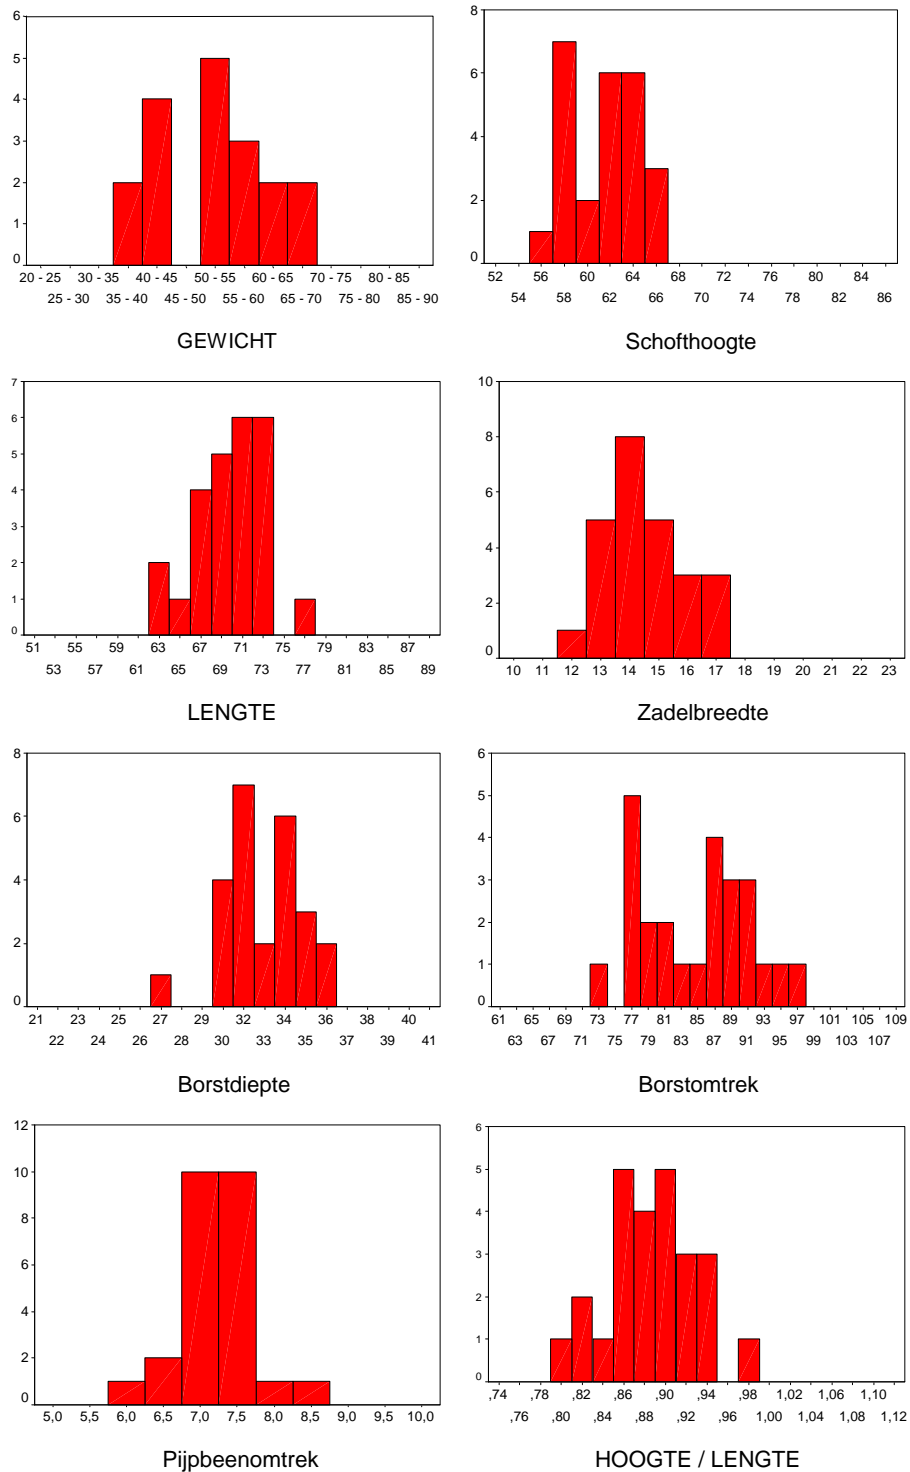 6
5
4
3
2
1
0
20 - 25 30 - 35 40 - 45 50 - 55 60 - 65 70 - 75 80 - 85
25 - 30 35 - 40 45 - 50 55 - 60 65 - 70 75 - 80 85 - 90
GEWICHT
8
6
4
2
0
52 56 60 64 68 72 76 80 84
54 58 62 66 70 74 78 82 86
Schofthoogte
7
6
5
4
3
2
1
0
51 55 59 63 67 71 75 79 83 87
53 57 61 65 69 73 77 81 85 89
LENGTE
10
8
6
4
2
0
10 11 12 13 14 15 16 17 18 19 20 21 22 23
Zadelbreedte
8
6
4
2
0
21 23 25 27 29 30 32 34 36 38 40
22 24 26 28 30 31 33 35 37 39 41
Borstdiepte
6
5
4
3
2
1
0
61 65 69 73 77 81 85 89 93 97 101 105 109
63 67 71 75 79 83 87 91 95 99 103 107
Borstomtrek
12
10
8
6
4
2
0
5,0 5,5 6,0 6,5 7,0 7,5 8,0 8,5 9,0 9,5 10,0
Pijpbeenomtrek
6
5
4
3
2
1
0
,74 ,78 ,82 ,86 ,90 ,94 ,98 1,02 1,06 1,10
,76 ,80 ,84 ,88 ,92 ,96 1,00 1,04 1,08 1,12
HOOGTE / LENGTE